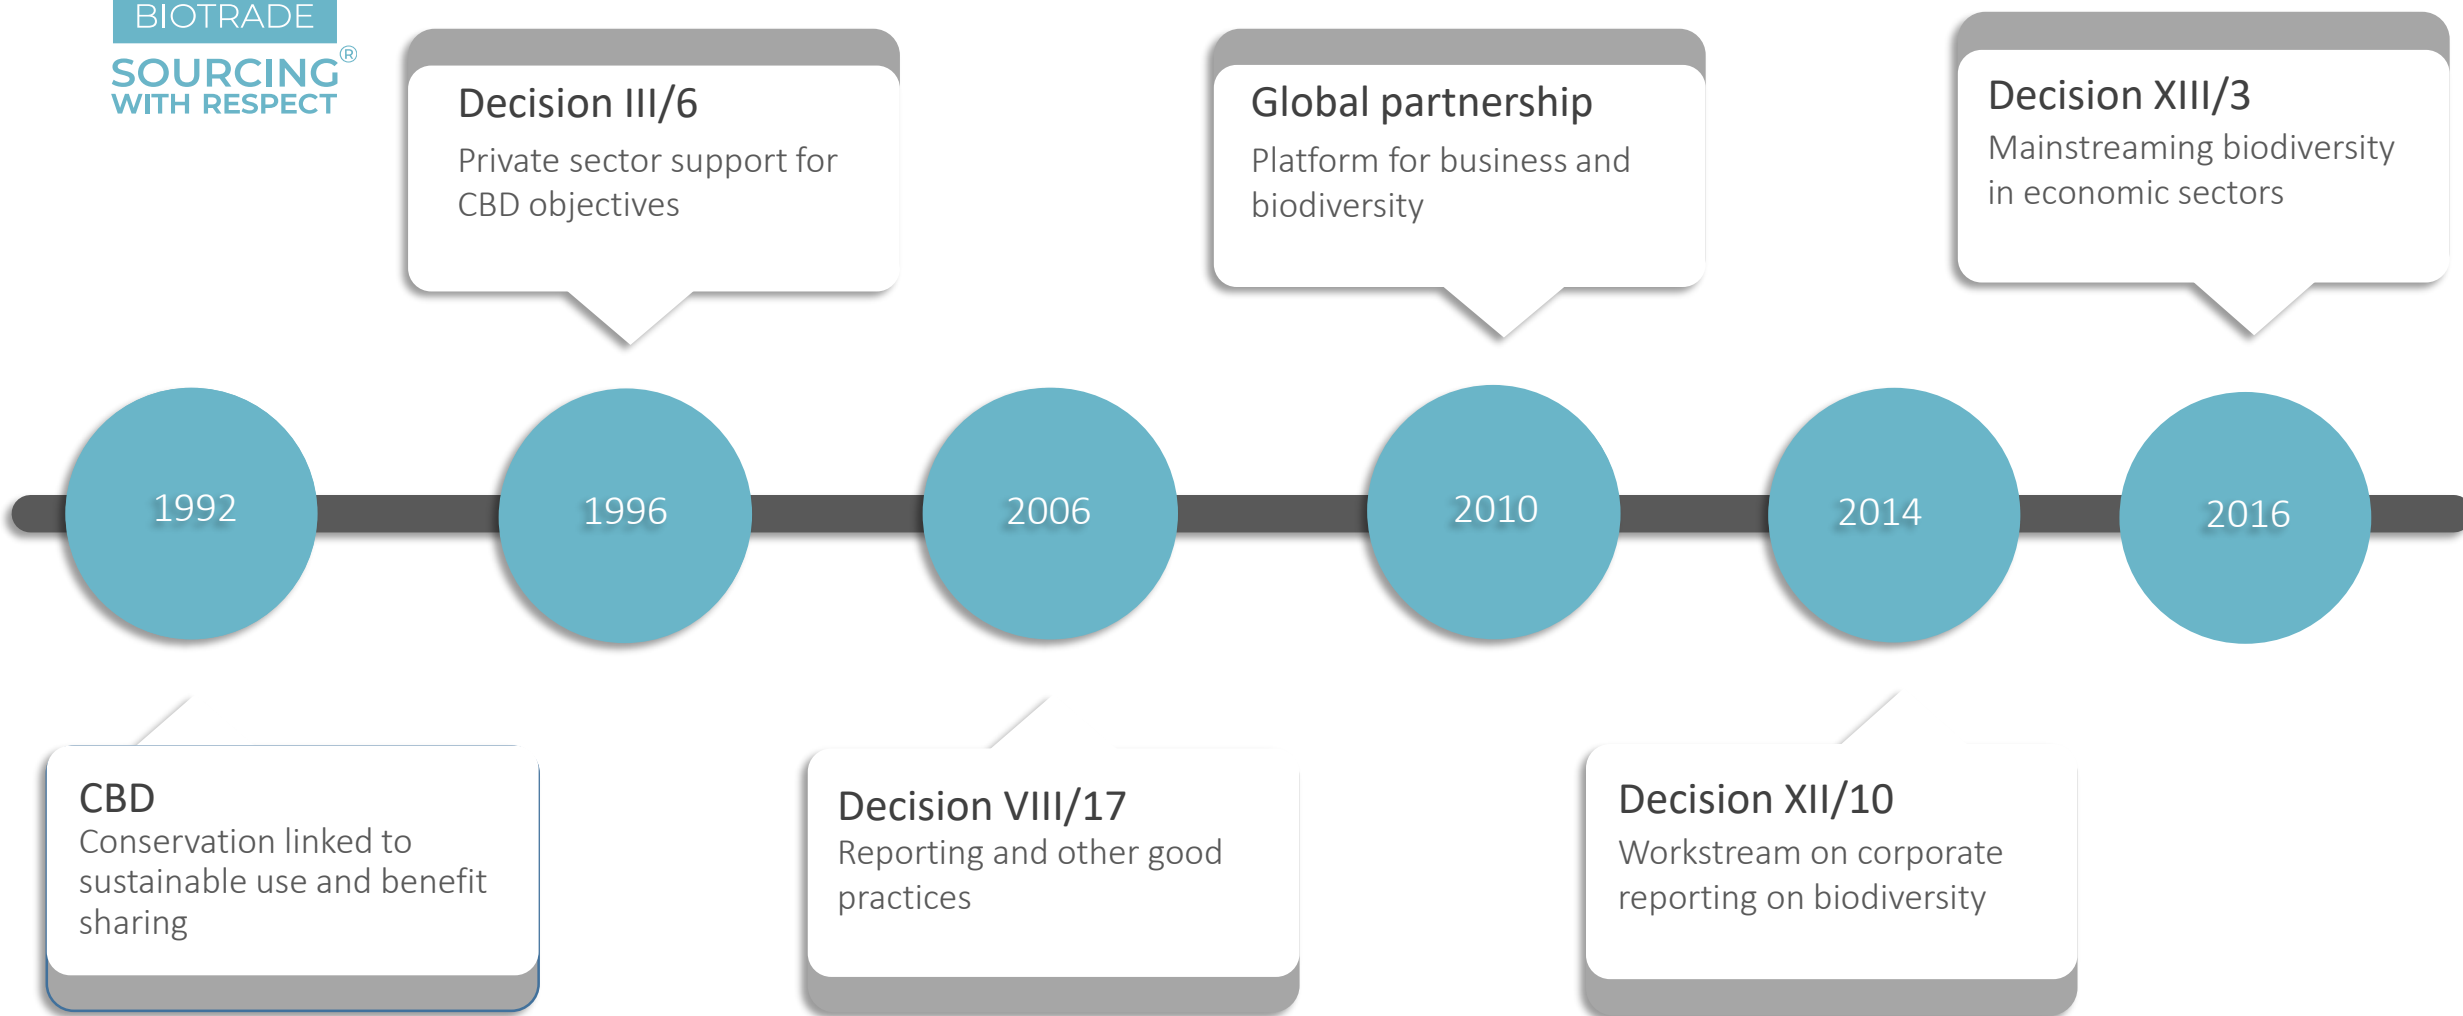 BIOTRADE
SOURCING®
WITH RESPECT
Decision III/6
Private sector support for
CBD objectives
Global partnership
Platform for business and
biodiversity
Decision XIII/3
Mainstreaming biodiversity
in economic sectors
1992
1996
2006
2010
2014
2016
CBD
Conservation linked to
sustainable use and benefit
sharing
Decision VIII/17
Reporting and other good
practices
Decision XII/10
Workstream on corporate
reporting on biodiversity